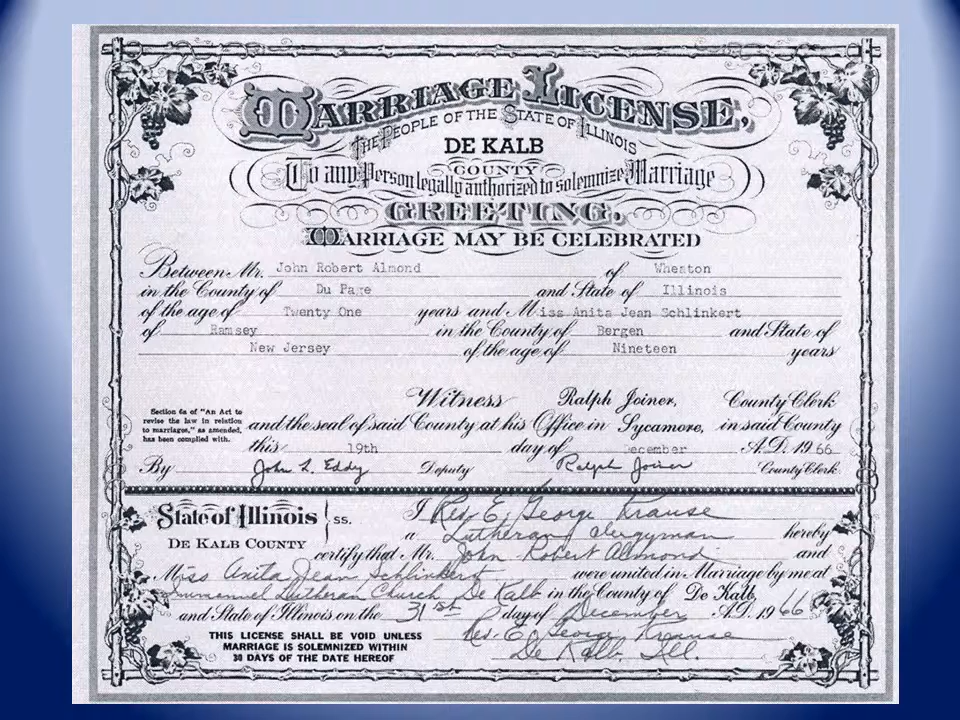 MARRIAGE LICENSE,
THE PEOPLE OF THE STATE OF ILLINOIS
DE KALB
COUNTY
To any Person legally authorized to solemnize Marriage
GREETING,
MARRIAGE MAY BE CELEBRATED
Between Mr. John Robert Almond of Wheaton
in the County of Du Page and State of Illinois
of the age of Twenty One years and Miss Anita Jean Schlinkert
of Ramsey in the County of Bergen and State of
New Jersey of the age of Nineteen years
Witness Ralph Joiner, County Clerk
Section 6a of "An Act to
revise the law in relation
to marriages," as amended,
has been complied with.
and the seal of said County at his Office in Sycamore, in said County
this 19th day of December A.D. 1966
By John L. Eddy Deputy Ralph Joiner County Clerk
State of Illinois } ss.
DE KALB COUNTY
I Rev. E. George Krause
a Lutheran Clergyman hereby
certify that Mr. John Robert Almond and
Miss Anita Jean Schlinkert were united in Marriage by me at
Immanuel Lutheran Church, De Kalb in the County of De Kalb,
and State of Illinois on the 31st day of December A.D. 1966
THIS LICENSE SHALL BE VOID UNLESS
MARRIAGE IS SOLEMNIZED WITHIN
30 DAYS OF THE DATE HEREOF
Rev. E. George Krause
De Kalb, Ill.